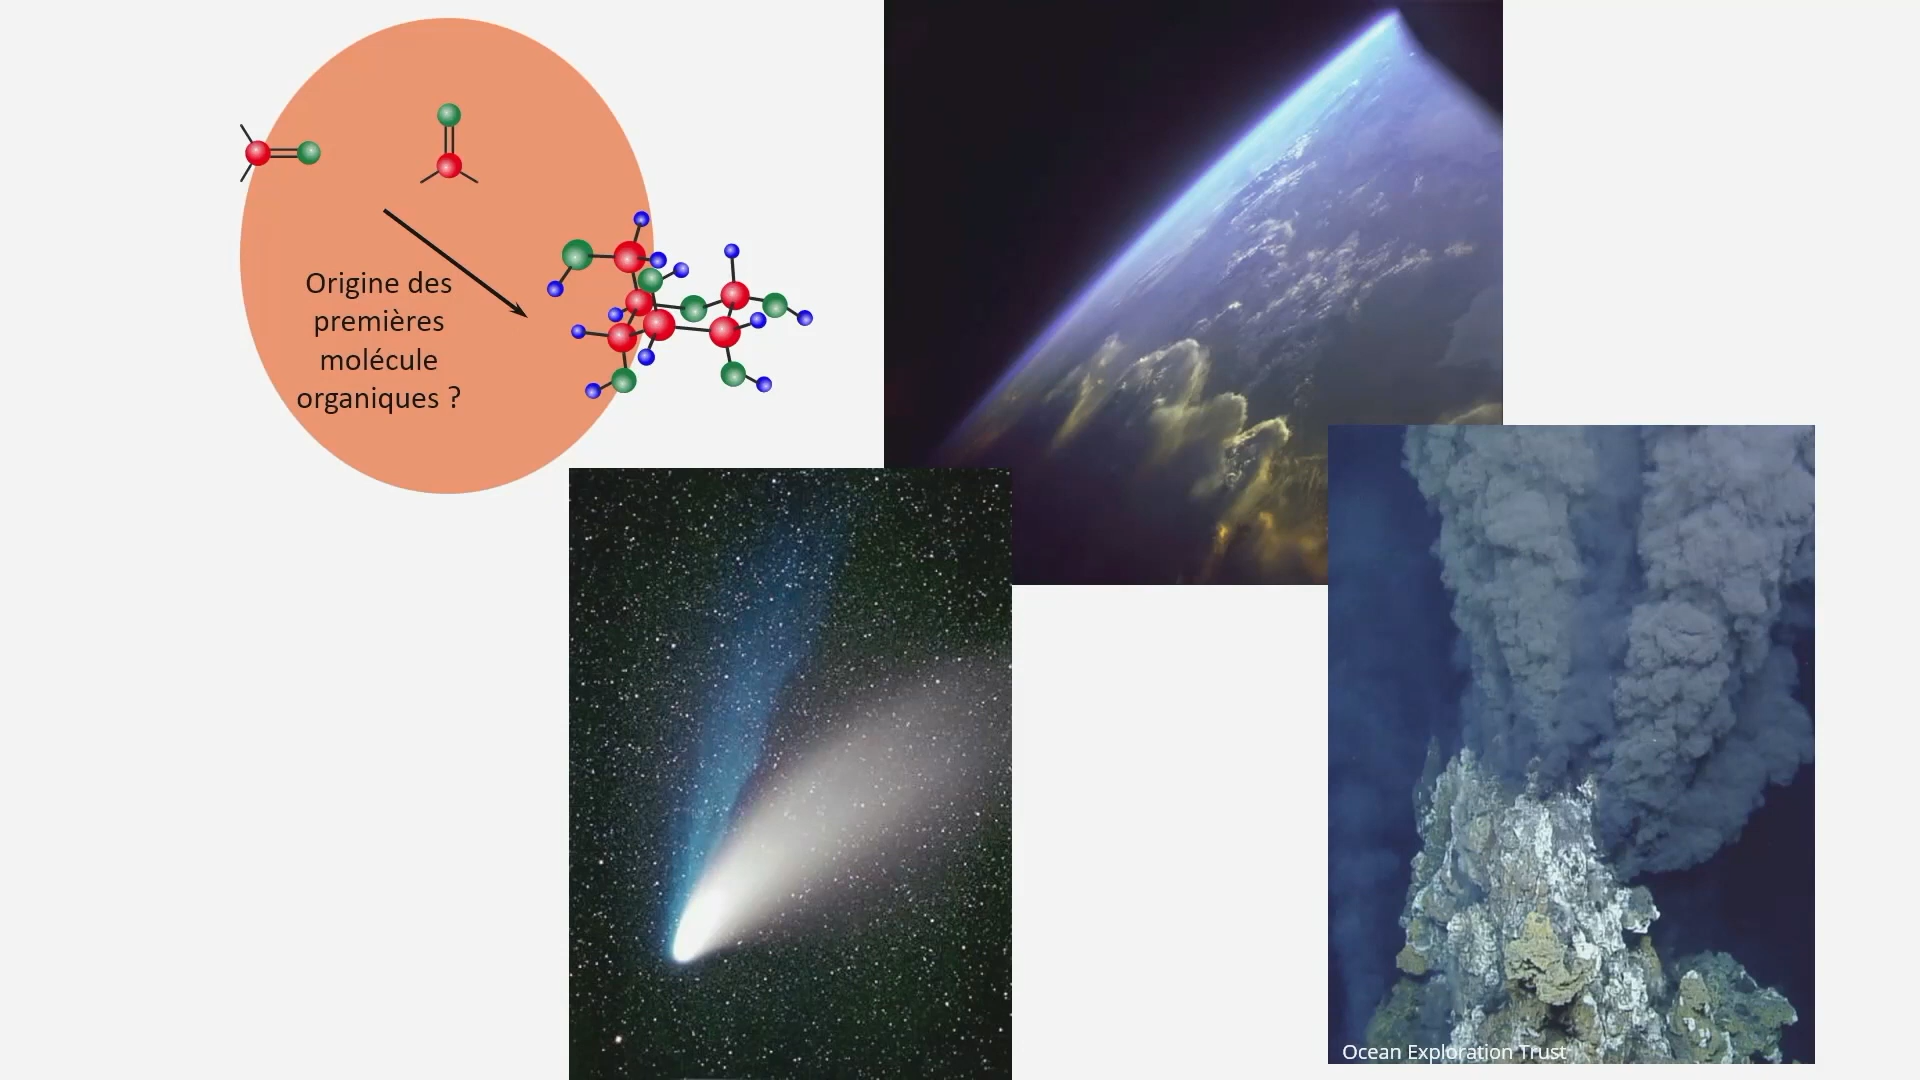 Origine des
premières
molécule
organiques ?
Ocean Exploration Trust